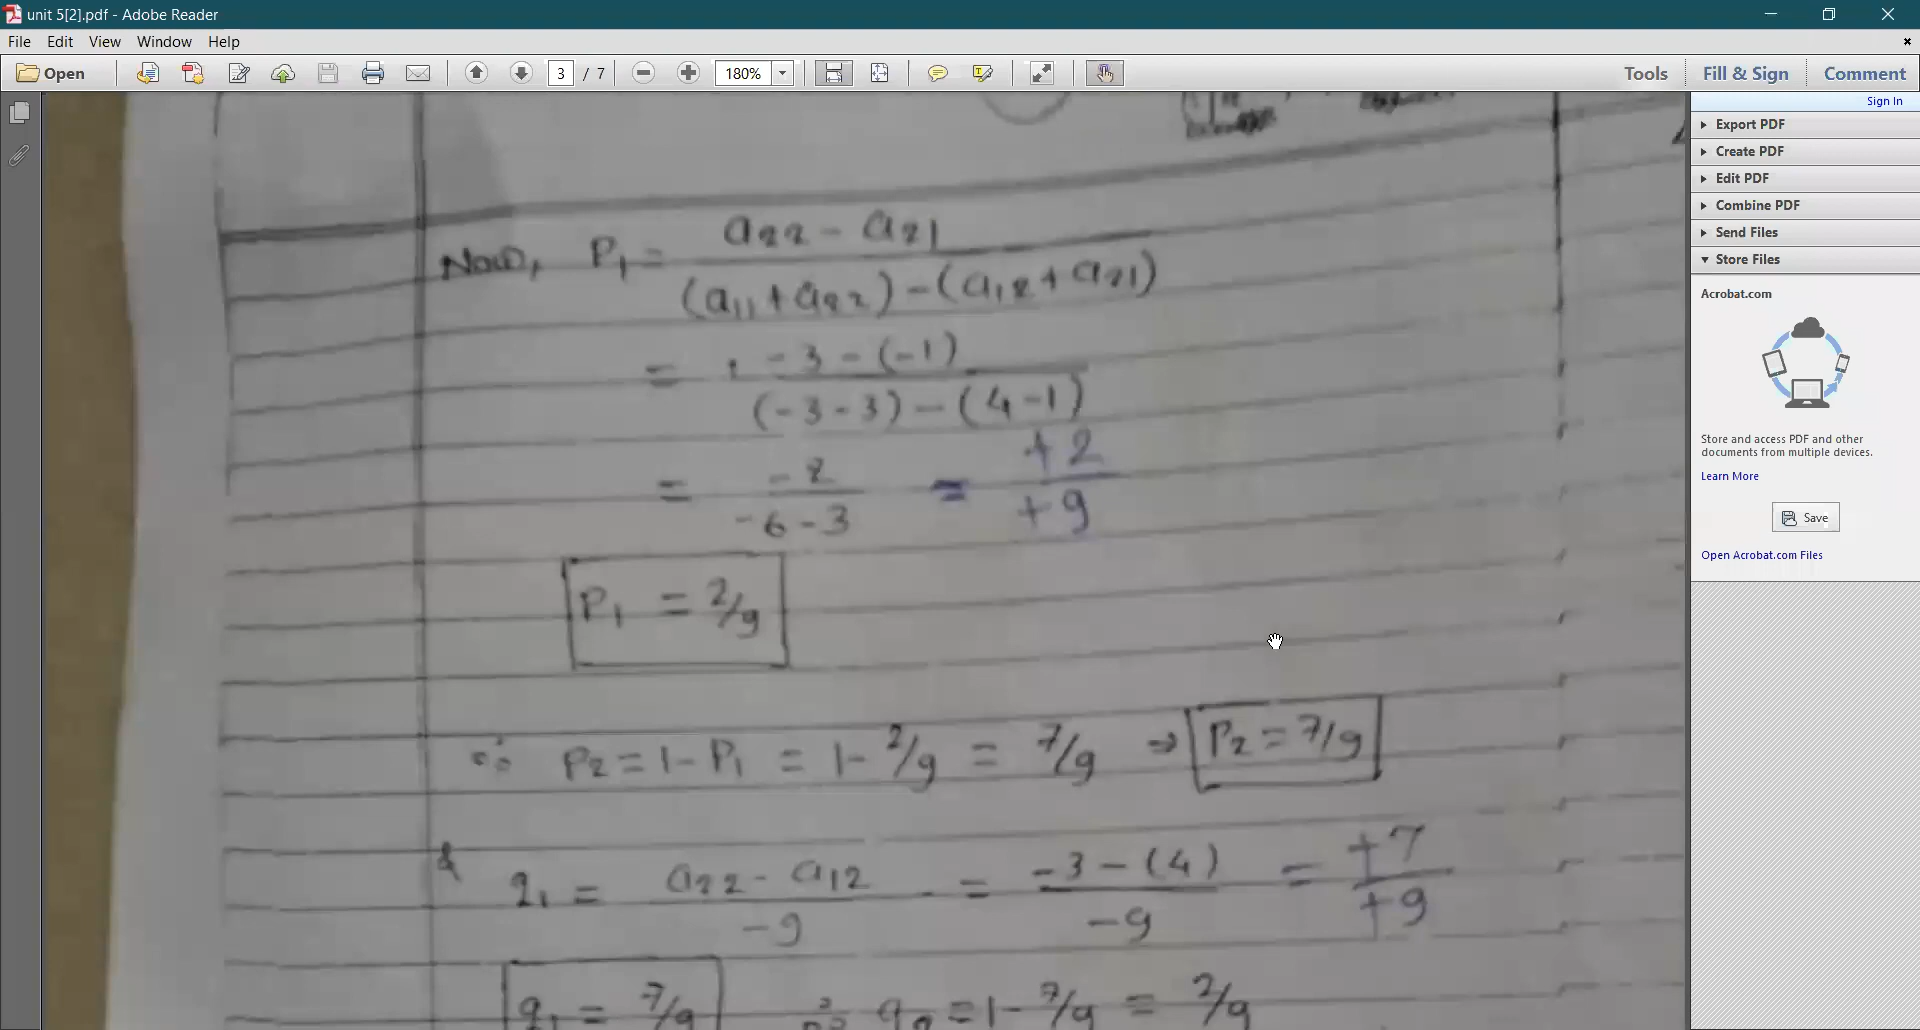 unit 5[2].pdf - Adobe Reader
File Edit View Window Help
Open 3 / 7 180% Tools Fill & Sign Comment
Sign In
Export PDF
Create PDF
Edit PDF
Combine PDF
Send Files
Store Files
Acrobat.com
Store and access PDF and other
documents from multiple devices.
Learn More
Save
Open Acrobat.com Files
Now, P₁ = a₂₂ - a₂₁ / (a₁₁ + a₂₂) - (a₁₂ + a₂₁)
= -3 - (-1) / (-3 - 3) - (4 - 1)
= -2 / -6 - 3 = +2 / +9
P₁ = 2/9
∴ P₂ = 1 - P₁ = 1 - 2/9 = 7/9 ⇒ P₂ = 7/9
& q₁ = a₂₂ - a₁₂ / -9 = -3 - (4) / -9 = +7 / +9
q₁ = 7/9 q₂ = 1 - 7/9 = 2/9